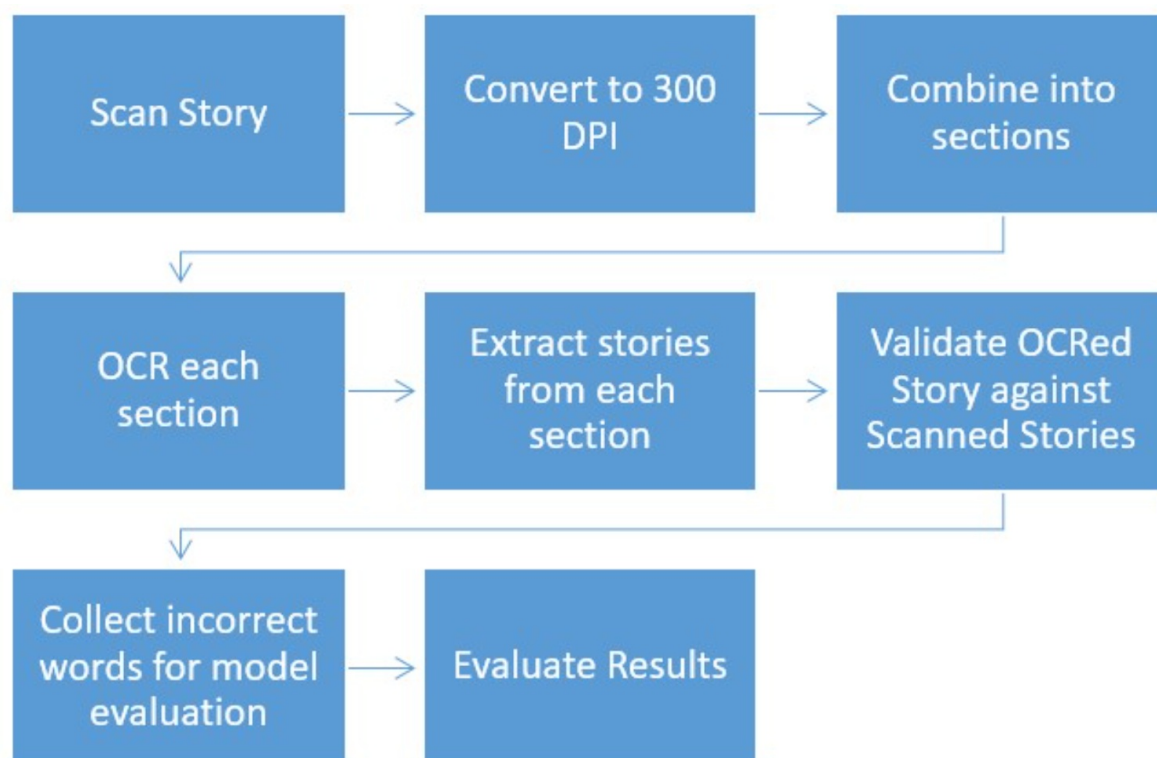 Scan Story
Convert to 300
DPI
Combine into
sections
OCR each
section
Extract stories
from each
section
Validate OCRed
Story against
Scanned Stories
Collect incorrect
words for model
evaluation
Evaluate Results